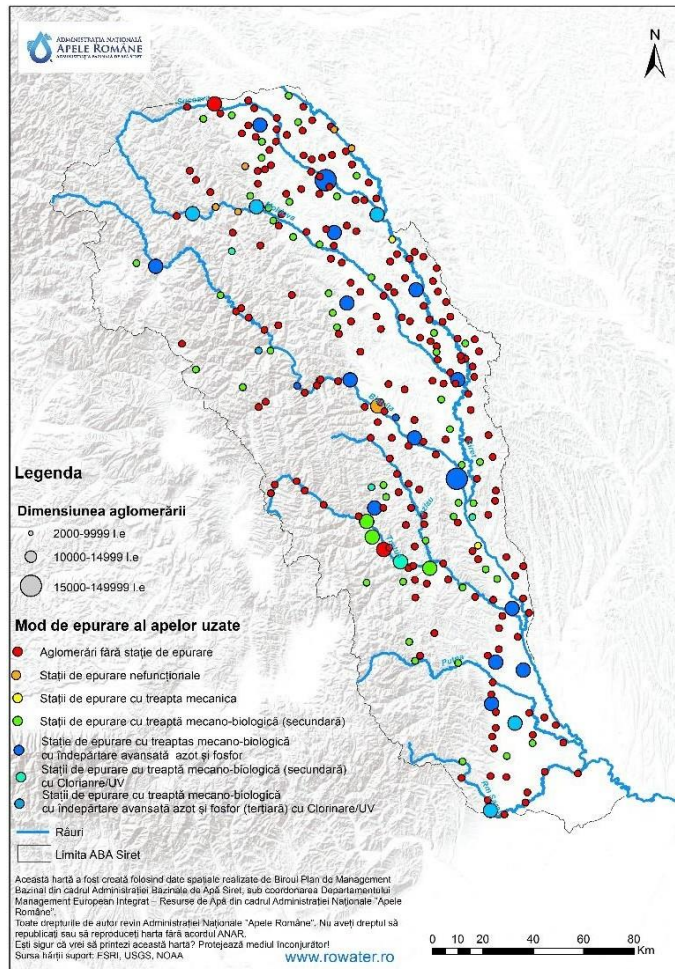 ADMINISTRAȚIA NAȚIONALĂ
APELE ROMÂNE
N
Suceava
Moldova
Bistrița
Siret
Putna
Legenda
Dimensiunea aglomerării
2000-9999 l.e
10000-14999 l.e
15000-149999 l.e
Mod de epurare al apelor uzate
Aglomerări fără stație de epurare
Stații de epurare nefuncționale
Stații de epurare cu treapta mecanica
Stații de epurare cu treaptă mecano-biologică (secundară)
Stație de epurare cu treaptas mecano-biologică
cu îndepărtare avansată azot și fosfor
Stații de epurare cu treaptă mecano-biologică (secundară)
cu Clorianre/UV
Stații de epurare cu treaptă mecano-biologică
cu îndepărtare avansată azot și fosfor (terțiară) cu Clorinare/UV
Râuri
Limita ABA Siret
Această hartă a fost creată folosind date spațiale realizate de Biroul Plan de Management
Bazinal din cadrul Administrației Bazinale de Apă Siret, sub coordonarea Departamentului
Management European Integrat – Resurse de Apă din cadrul Administrației Naționale "Apele
Române".
Toate drepturile de autor revin Administrației Naționale "Apele Române". Nu aveți dreptul să
republicați sau să reproduceți harta fără acordul ANAR.
Ești sigur că vrei să printezi această harta? Protejează mediul înconjurător!
Sursa hărții suport: ESRI, USGS, NOAA
www.rowater.ro
0 10 20 40 60 80
Km